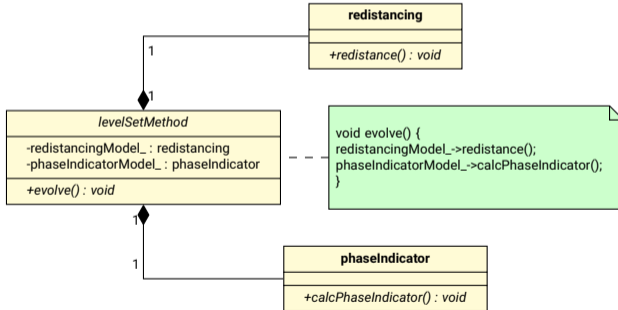 redistancing
+redistance() : void
1
1
levelSetMethod
-redistancingModel_ : redistancing
-phaseIndicatorModel_ : phaseIndicator
+evolve() : void
void evolve() {
redistancingModel_->redistance();
phaseIndicatorModel_->calcPhaseIndicator();
}
1
1
phaseIndicator
+calcPhaseIndicator() : void